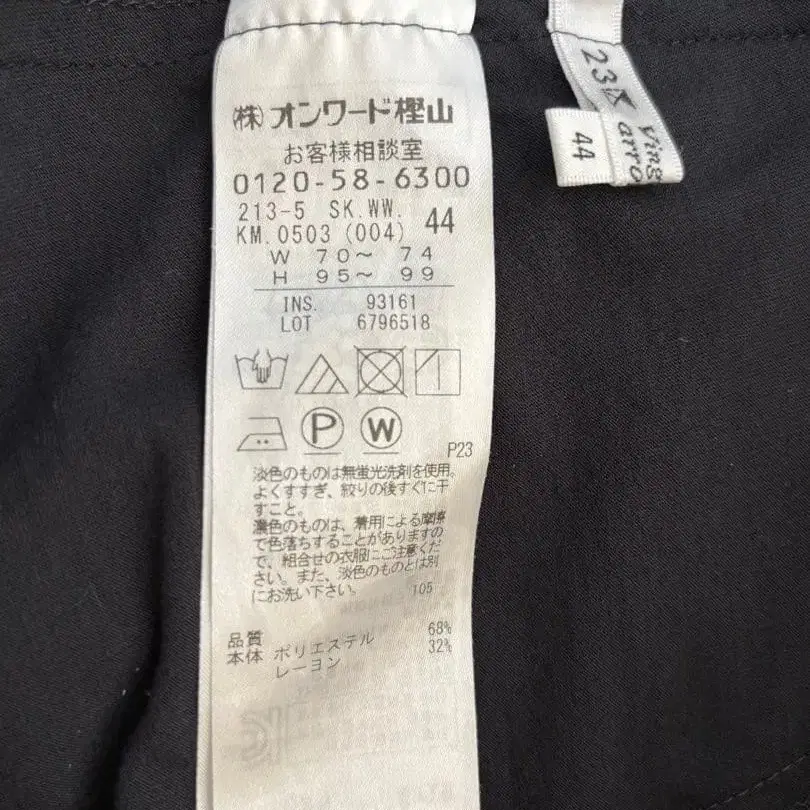 ㈱オンワード樫山
お客様相談室
0120-58-6300
213-5 SK.WW.
KM.0503 (004) 44
W 70～ 74
H 95～ 99
INS. 93161
LOT 6796518
P W
P23
淡色のものは無蛍光洗剤を使用。
よくすすぎ、絞りの後すぐに干
すこと。
濃色のものは、着用による摩擦
で色落ちすることがありますの
で、組合せの衣服にご注意くだ
さい。また、淡色のものとは別
にお洗い下さい。 105
品質
本体 ポリエステル 68%
レーヨン 32%
23区
44